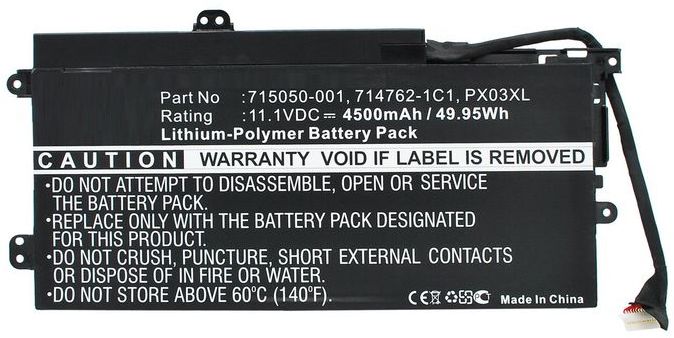 Part No :715050-001, 714762-1C1, PX03XL
Rating :11.1VDC⎓ 4500mAh / 49.95Wh
Lithium-Polymer Battery Pack
CAUTION WARRANTY VOID IF LABEL IS REMOVED
•DO NOT ATTEMPT TO DISASSEMBLE, OPEN OR SERVICE
THE BATTERY PACK.
•REPLACE ONLY WITH THE BATTERY PACK DESIGNATED
FOR THIS PRODUCT.
•DO NOT CRUSH, PUNCTURE, SHORT EXTERNAL CONTACTS
OR DISPOSE OF IN FIRE OR WATER.
•DO NOT STORE ABOVE 60°C (140°F).
CE Made In China